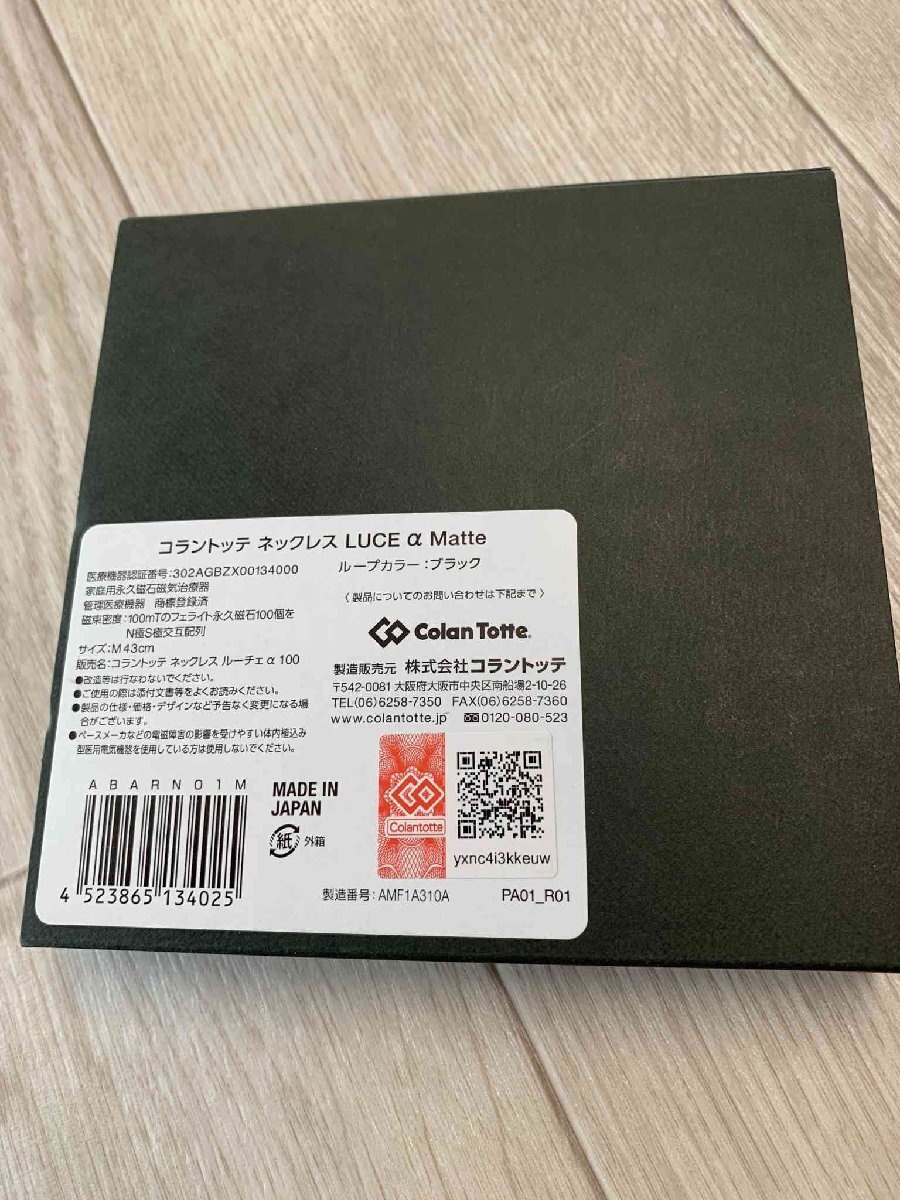 コラントッテ ネックレス LUCE α Matte
医療機器認証番号:302AGBZX00134000
家庭用永久磁石磁気治療器
管理医療機器 商標登録済
磁束密度:100mTのフェライト永久磁石100個を
N極S極交互配列
サイズ:M 43cm
販売名:コラントッテ ネックレス ルーチェ α 100
●改造等は行なわないでください。
●ご使用の際は添付文書等をよくお読みください。
●製品の仕様・価格・デザインなど予告なく変更になる場
合がございます。
●ペースメーカなどの電磁障害の影響を受けやすい体内植込み
型医用電気機器を使用している方は使用しないでください。
ループカラー:ブラック
〈 製品についてのお問い合わせは下記まで 〉
Colan Totte®
製造販売元 株式会社コラントッテ
〒542-0081 大阪府大阪市中央区南船場2-10-26
TEL(06)6258-7350 FAX(06)6258-7360
www.colantotte.jp 0120-080-523
ABARN01M
4 523865 134025
MADE IN
JAPAN
紙 外箱
Colantotte
yxnc4i3kkeuw
製造番号:AMF1A310A PA01_R01